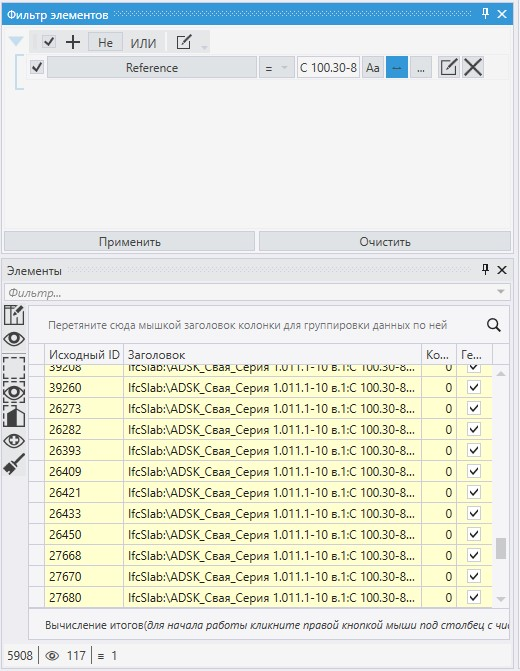 Фильтр элементов
Не ИЛИ
Reference = С 100.30-8 Aa ...
Применить Очистить
Элементы
Фильтр...
Перетяните сюда мышкой заголовок колонки для группировки данных по ней
Исходный ID Заголовок Ко... Ге...
39208 IfcSlab:\ADSK_Свая_Серия 1.011.1-10 в.1:С 100.30-8... 0
39260 IfcSlab:\ADSK_Свая_Серия 1.011.1-10 в.1:С 100.30-8... 0
26273 IfcSlab:\ADSK_Свая_Серия 1.011.1-10 в.1:С 100.30-8... 0
26282 IfcSlab:\ADSK_Свая_Серия 1.011.1-10 в.1:С 100.30-8... 0
26393 IfcSlab:\ADSK_Свая_Серия 1.011.1-10 в.1:С 100.30-8... 0
26409 IfcSlab:\ADSK_Свая_Серия 1.011.1-10 в.1:С 100.30-8... 0
26421 IfcSlab:\ADSK_Свая_Серия 1.011.1-10 в.1:С 100.30-8... 0
26433 IfcSlab:\ADSK_Свая_Серия 1.011.1-10 в.1:С 100.30-8... 0
26450 IfcSlab:\ADSK_Свая_Серия 1.011.1-10 в.1:С 100.30-8... 0
27668 IfcSlab:\ADSK_Свая_Серия 1.011.1-10 в.1:С 100.30-8... 0
27670 IfcSlab:\ADSK_Свая_Серия 1.011.1-10 в.1:С 100.30-8... 0
27680 IfcSlab:\ADSK_Свая_Серия 1.011.1-10 в.1:С 100.30-8... 0
Вычисление итогов(для начала работы кликните правой кнопкой мыши под столбец с
5908 117 1